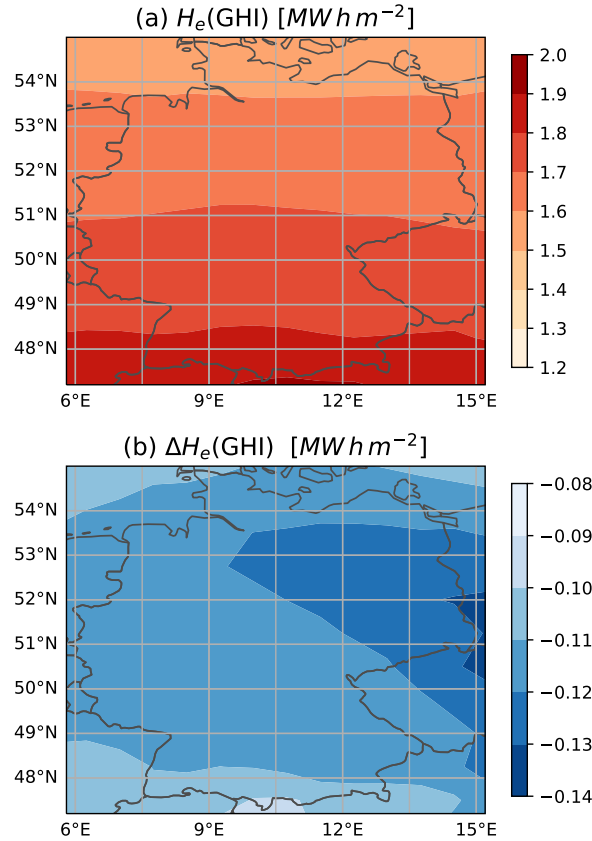 (a) H_e(GHI) [MW h m^−2]
54°N
53°N
52°N
51°N
50°N
49°N
48°N
6°E 9°E 12°E 15°E
2.0
1.9
1.8
1.7
1.6
1.5
1.4
1.3
1.2
(b) ΔH_e(GHI) [MW h m^−2]
54°N
53°N
52°N
51°N
50°N
49°N
48°N
6°E 9°E 12°E 15°E
−0.08
−0.09
−0.10
−0.11
−0.12
−0.13
−0.14